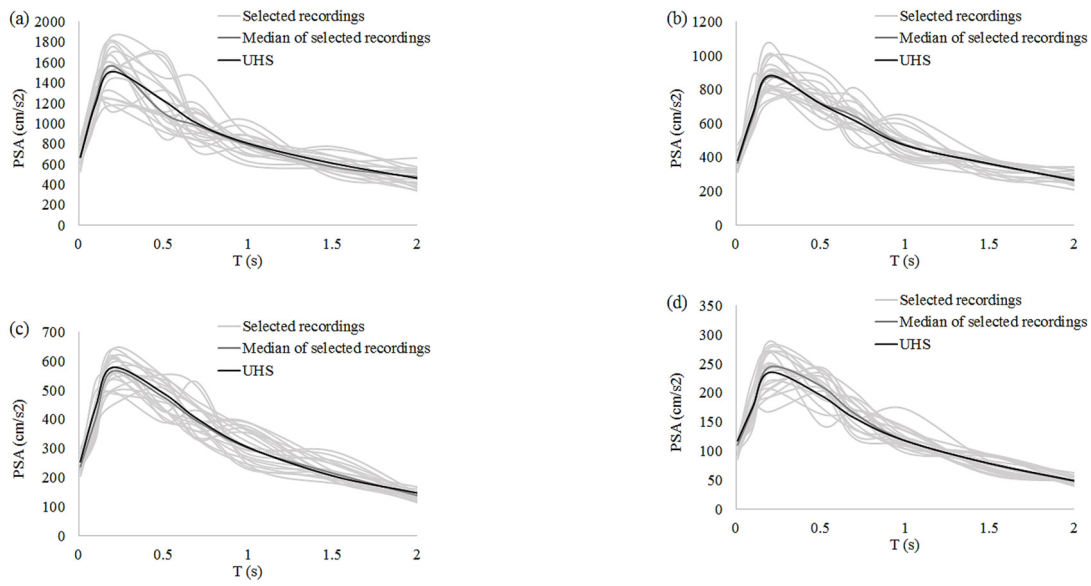 (a)
2000
1800
1600
1400
1200
1000
800
600
400
200
0
PSA (cm/s2)
Selected recordings
Median of selected recordings
UHS
0 0.5 1 1.5 2
T (s)
(b)
1200
1000
800
600
400
200
0
PSA (cm/s2)
Selected recordings
Median of selected recordings
UHS
0 0.5 1 1.5 2
T (s)
(c)
700
600
500
400
300
200
100
0
PSA (cm/s2)
Selected recordings
Median of selected recordings
UHS
0 0.5 1 1.5 2
T (s)
(d)
350
300
250
200
150
100
50
0
PSA (cm/s2)
Selected recordings
Median of selected recordings
UHS
0 0.5 1 1.5 2
T (s)